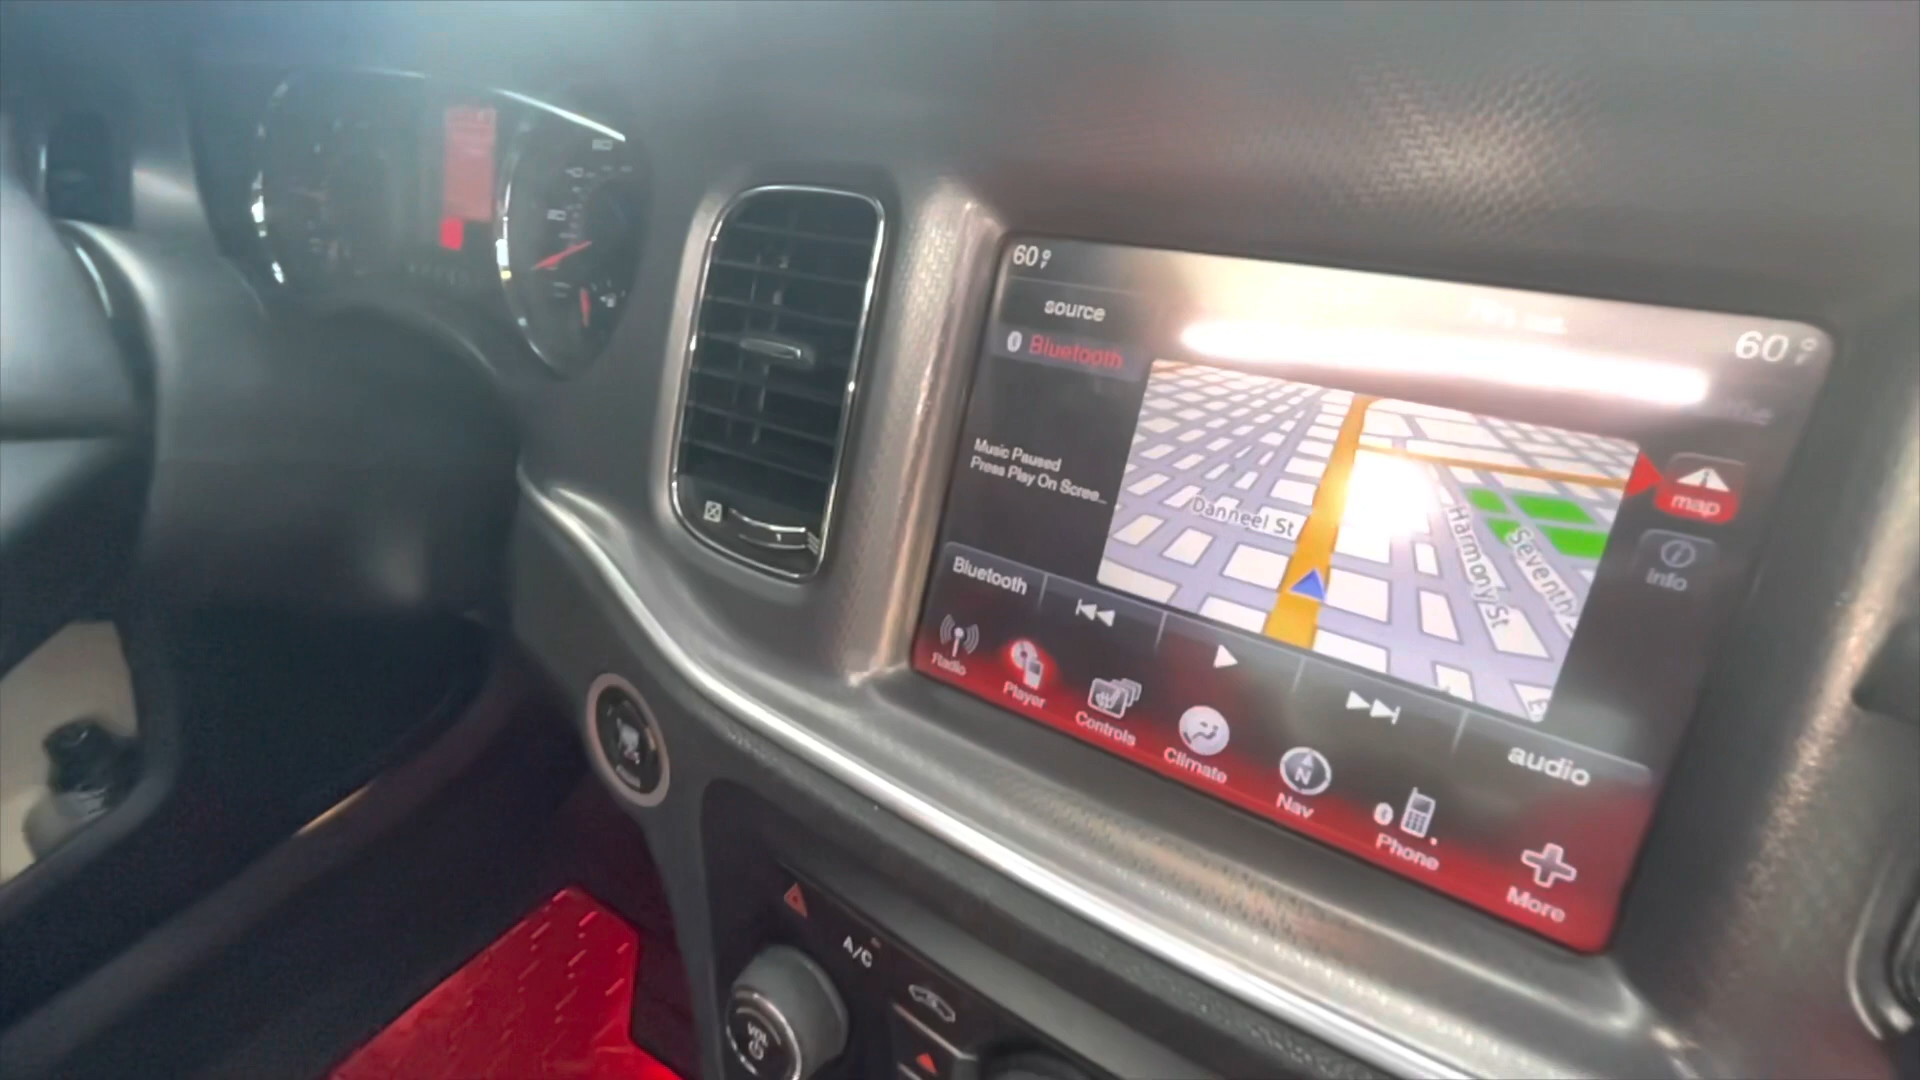 60°F
source
60°F
Bluetooth
Music Paused
Press Play On Scree...
Danneel St
Harmony St
Seventh
map
info
Bluetooth
audio
Radio
Player
Controls
Climate
N
Nav
Phone
More
A/C
VOL